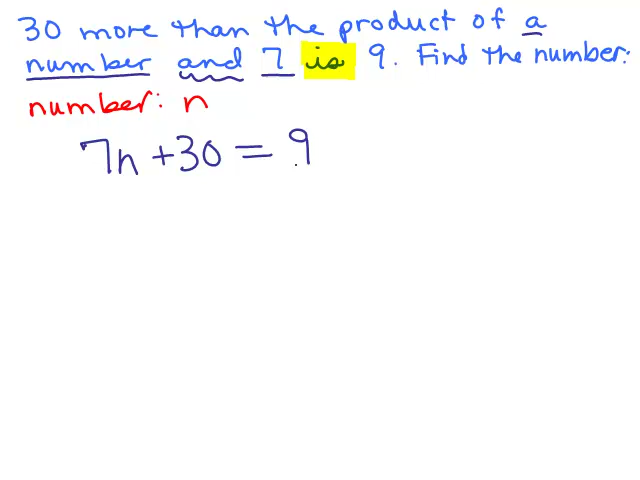 30 more than the product of a
number and 7 is 9. Find the number:
number: n
7n + 30 = 9